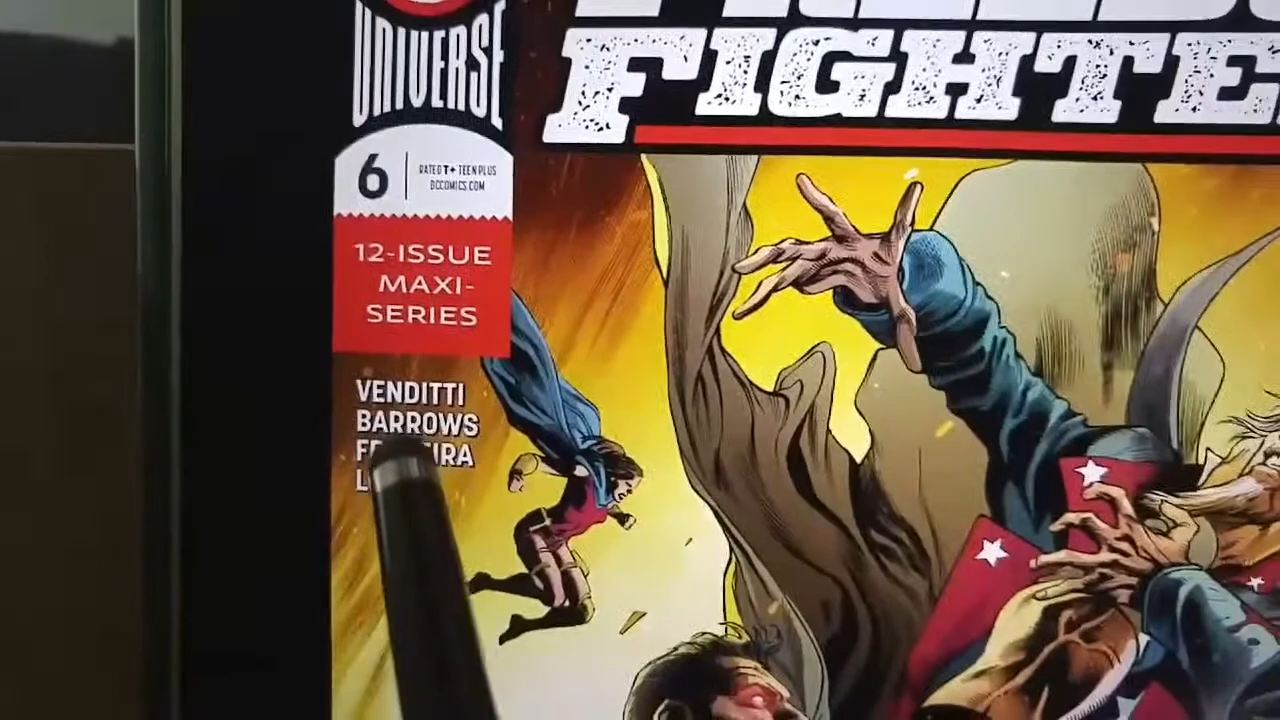 UNIVERSE
FIGHTE
6
RATED T+ TEEN PLUS
DCCOMICS.COM
12-ISSUE
MAXI-
SERIES
VENDITTI
BARROWS